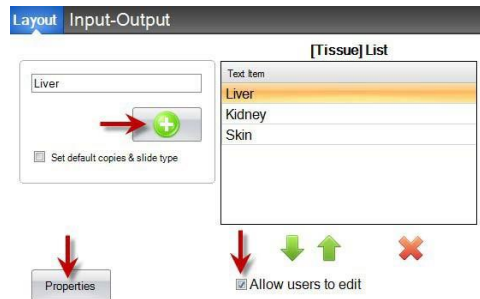 Layout Input-Output
[Tissue] List
Liver
Text Item
Liver
Kidney
Skin
Set default copies & slide type
Properties
Allow users to edit